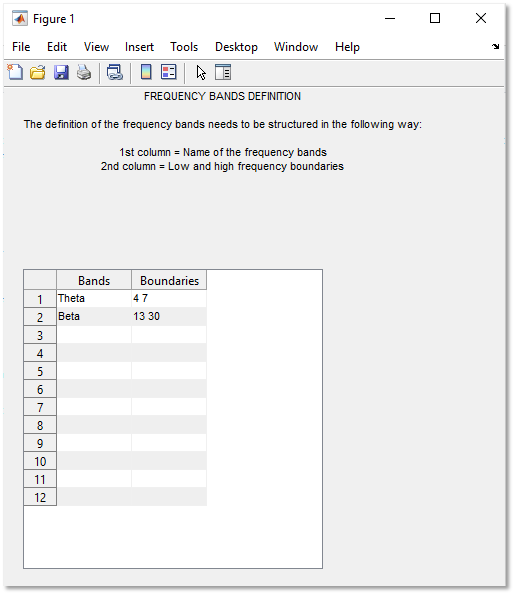 Figure 1
File Edit View Insert Tools Desktop Window Help
FREQUENCY BANDS DEFINITION
The definition of the frequency bands needs to be structured in the following way:
1st column = Name of the frequency bands
2nd column = Low and high frequency boundaries
Bands Boundaries
1 Theta 4 7
2 Beta 13 30
3
4
5
6
7
8
9
10
11
12